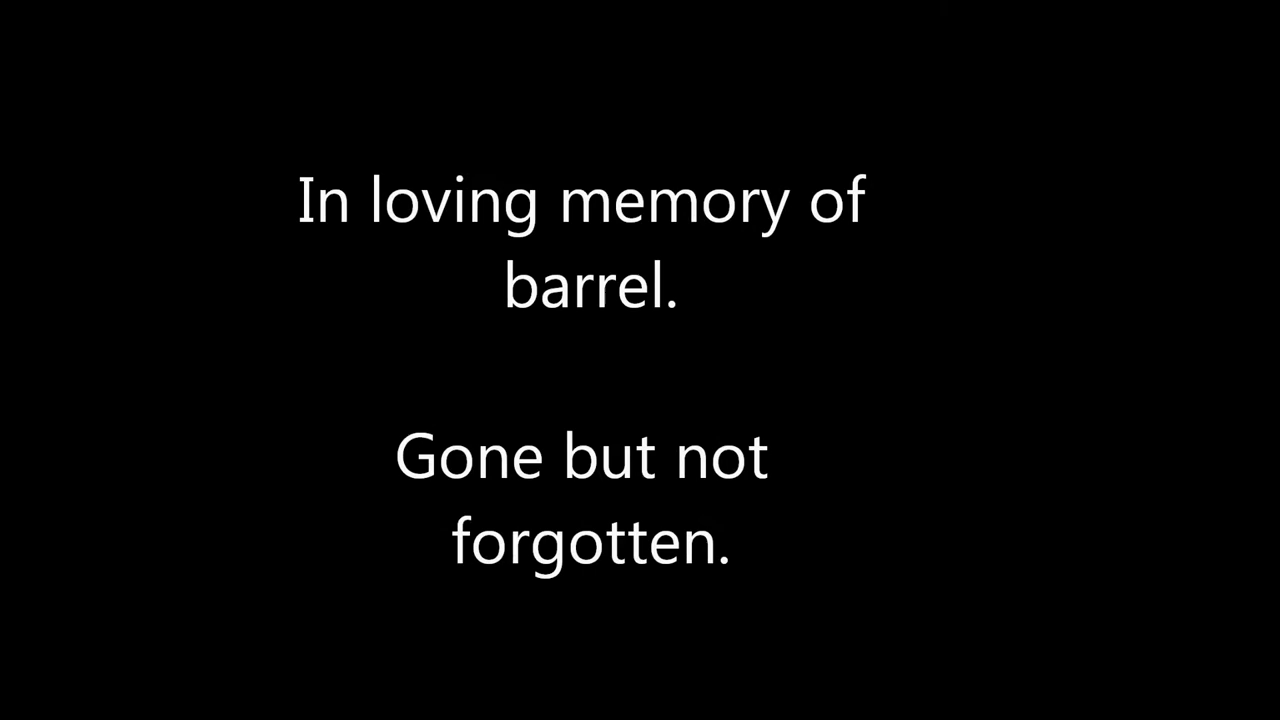 In loving memory of
barrel.
Gone but not
forgotten.